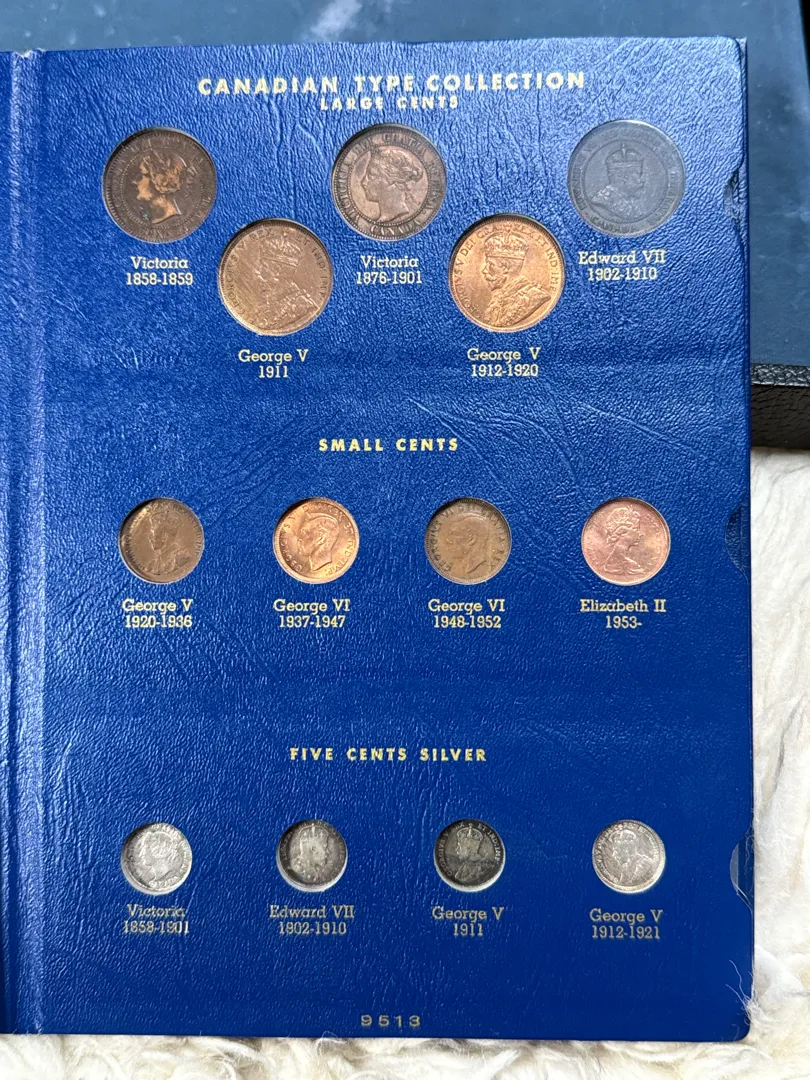 CANADIAN TYPE COLLECTION
LARGE CENTS
Victoria
1858-1859
Victoria
1876-1901
Edward VII
1902-1910
George V
1911
George V
1912-1920
SMALL CENTS
George V
1920-1936
George VI
1937-1947
George VI
1948-1952
Elizabeth II
1953-
FIVE CENTS SILVER
Victoria
1858-1901
Edward VII
1902-1910
George V
1911
George V
1912-1921
9513